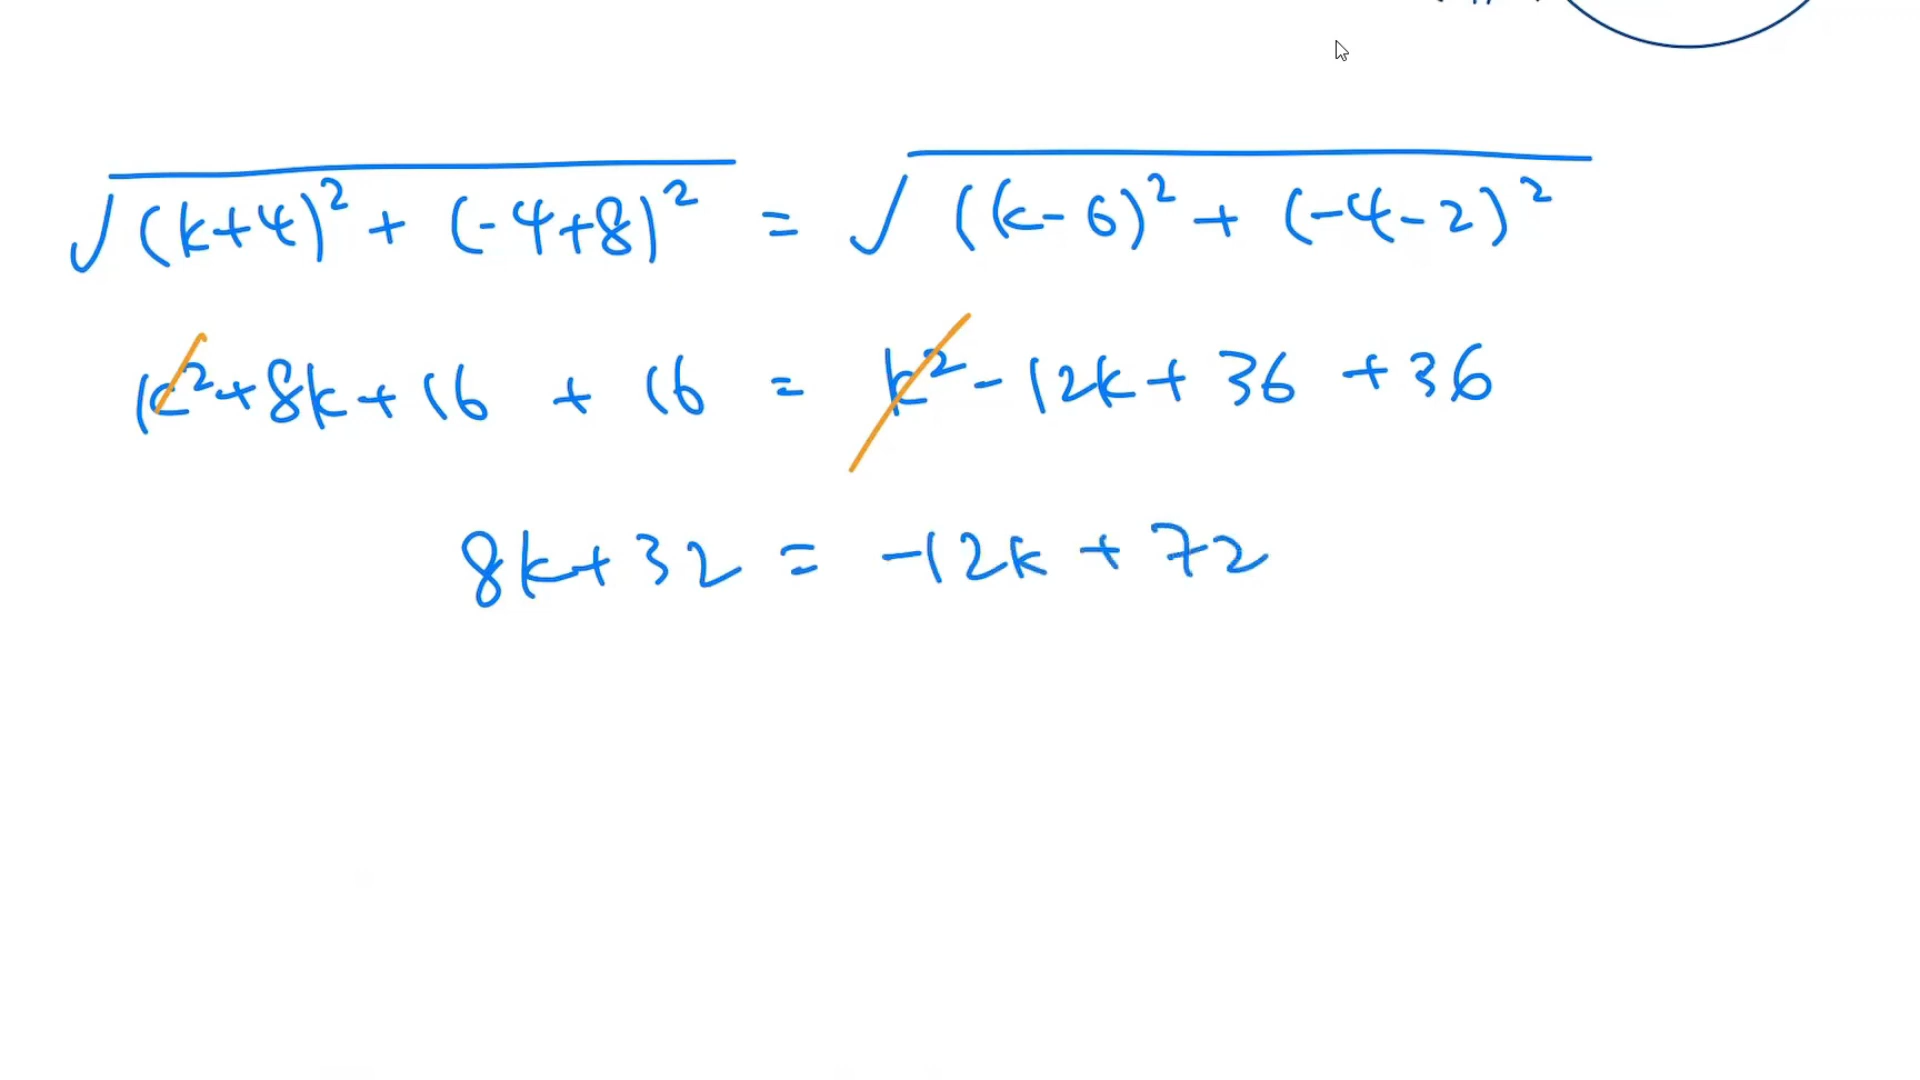 √((k+4)² + (-4+8)²) = √((k-6)² + (-4-2)²)
k²+8k+16 + 16 = k²-12k+36 +36
8k+32 = -12k + 72